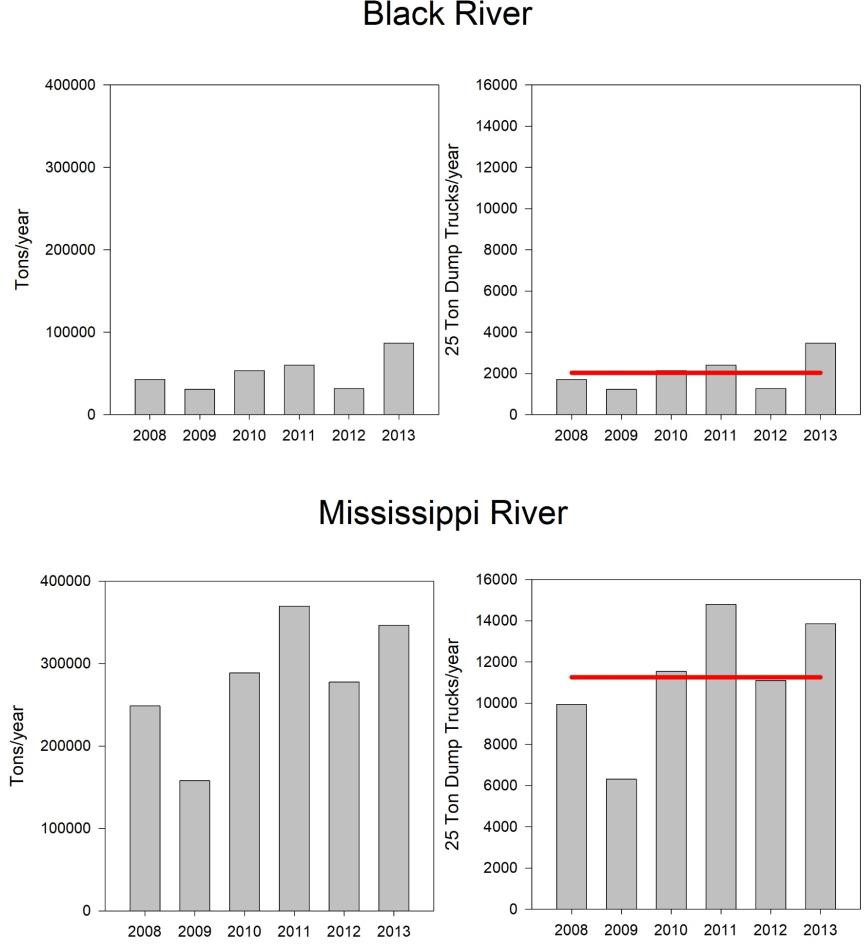 Black River
400000
300000
200000
100000
0
Tons/year
2008 2009 2010 2011 2012 2013
16000
14000
12000
10000
8000
6000
4000
2000
0
25 Ton Dump Trucks/year
2008 2009 2010 2011 2012 2013
Mississippi River
400000
300000
200000
100000
0
Tons/year
2008 2009 2010 2011 2012 2013
16000
14000
12000
10000
8000
6000
4000
2000
0
25 Ton Dump Trucks/year
2008 2009 2010 2011 2012 2013